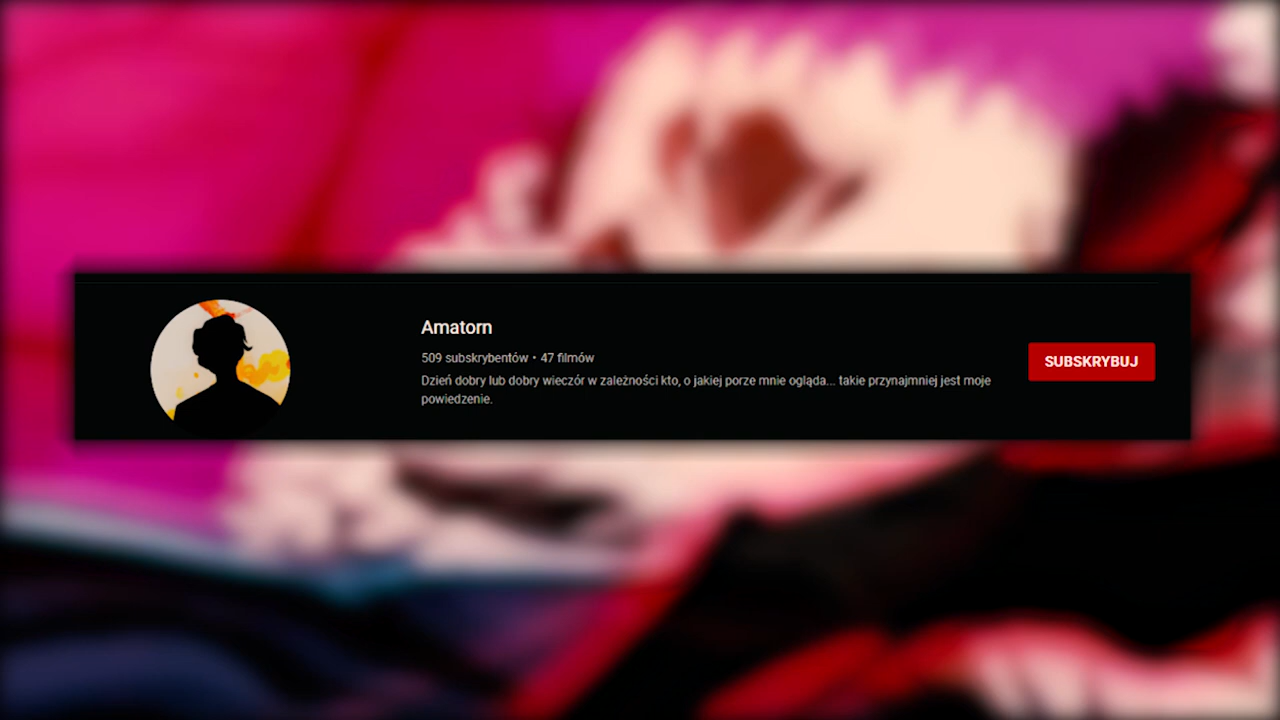 Amatorn
509 subskrybentów • 47 filmów
Dzień dobry lub dobry wieczór w zależności kto, o jakiej porze mnie ogląda... takie przynajmniej jest moje
powiedzenie.
SUBSKRYBUJ